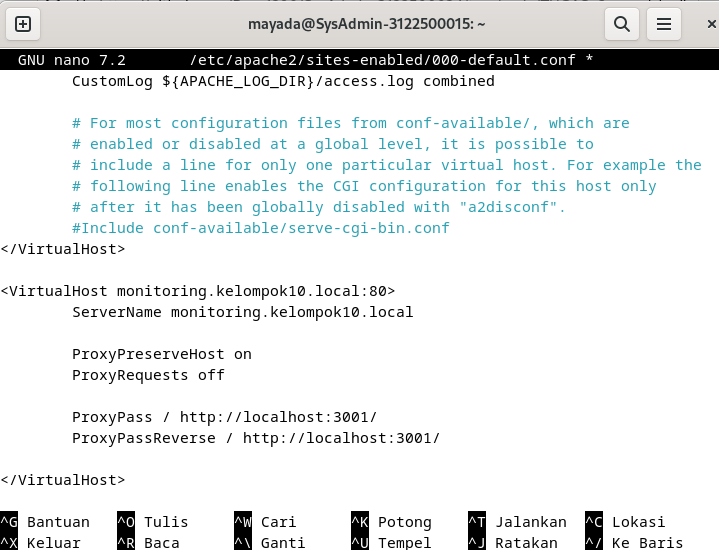 mayada@SysAdmin-3122500015: ~
GNU nano 7.2 /etc/apache2/sites-enabled/000-default.conf *
CustomLog ${APACHE_LOG_DIR}/access.log combined
# For most configuration files from conf-available/, which are
# enabled or disabled at a global level, it is possible to
# include a line for only one particular virtual host. For example the
# following line enables the CGI configuration for this host only
# after it has been globally disabled with "a2disconf".
#Include conf-available/serve-cgi-bin.conf
</VirtualHost>
<VirtualHost monitoring.kelompok10.local:80>
ServerName monitoring.kelompok10.local
ProxyPreserveHost on
ProxyRequests off
ProxyPass / http://localhost:3001/
ProxyPassReverse / http://localhost:3001/
</VirtualHost>
^G Bantuan ^O Tulis ^W Cari ^K Potong ^T Jalankan ^C Lokasi
^X Keluar ^R Baca ^\ Ganti ^U Tempel ^J Ratakan ^/ Ke Baris